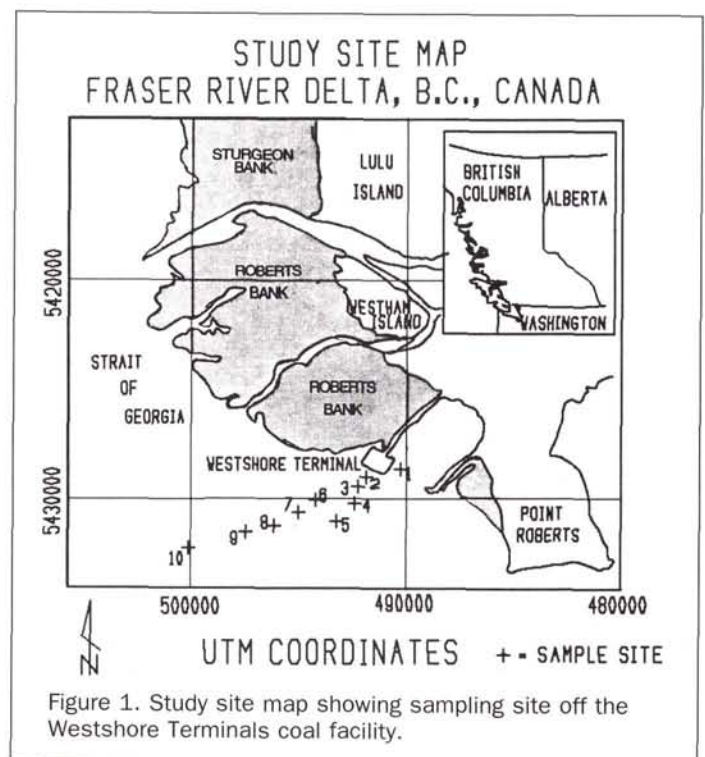 STUDY SITE MAP
FRASER RIVER DELTA, B.C., CANADA
STURGEON
BANK
LULU
ISLAND
BRITISH
COLUMBIA
ALBERTA
WASHINGTON
5420000
ROBERTS
BANK
WESTHAM
ISLAND
STRAIT
OF
GEORGIA
ROBERTS
BANK
WESTSHORE TERMINAL
1
2
3
4
5
6
7
8
9
10
5430000
POINT
ROBERTS
500000
490000
480000
N
UTM COORDINATES
+ = SAMPLE SITE
Figure 1. Study site map showing sampling site off the
Westshore Terminals coal facility.